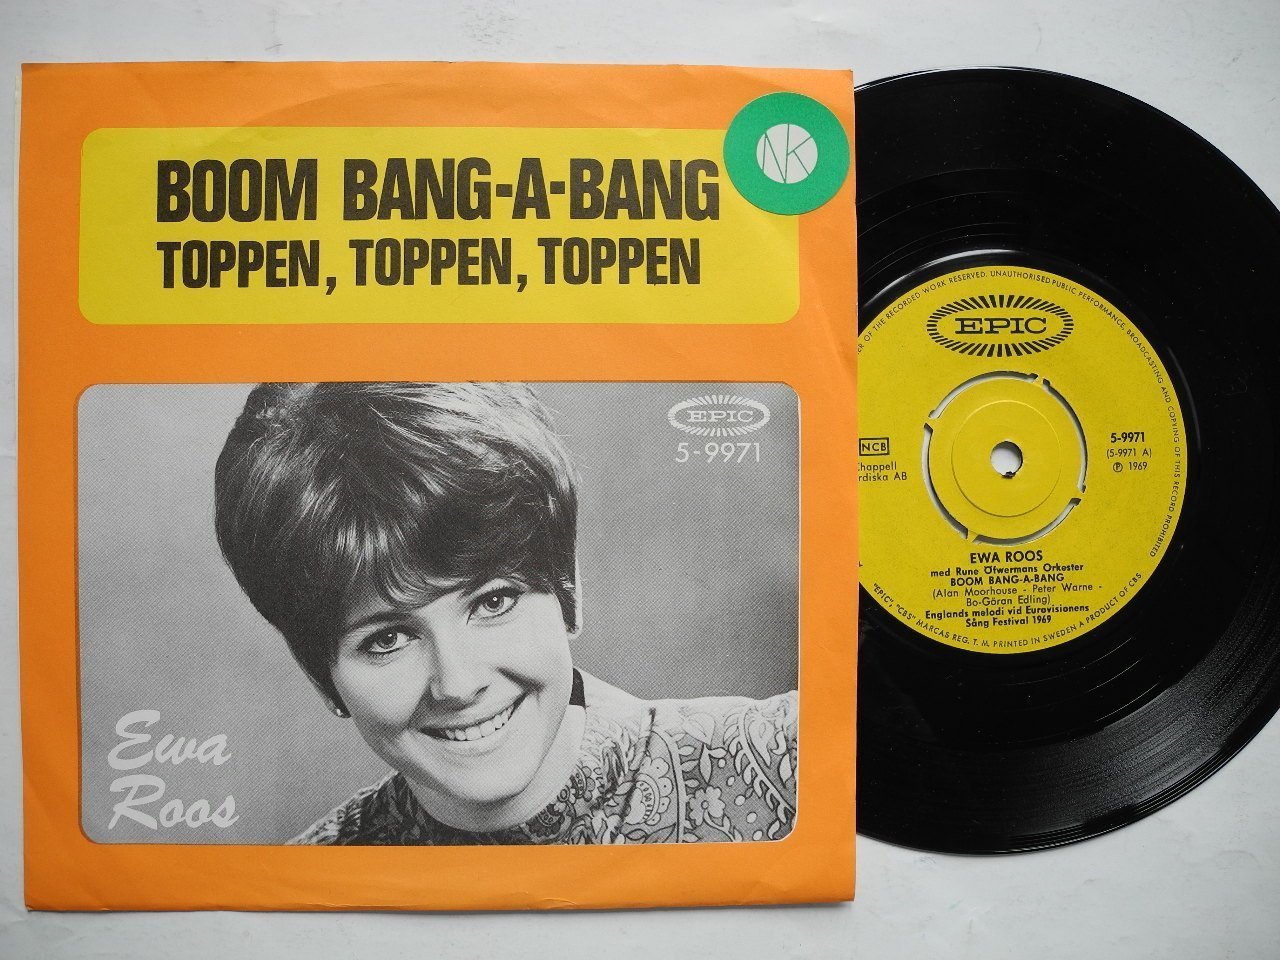 BOOM BANG-A-BANG
TOPPEN, TOPPEN, TOPPEN
NK
EPIC
5-9971
Ewa
Roos
OF THE RECORDED WORK RESERVED. UNAUTHORISED PUBLIC PERFORMANCE, BROADCASTING AND COPYING OF THIS RECORD PROHIBITED
EPIC
NCB
Chappell
rdiska AB
5-9971
(5-9971 A)
℗ 1969
EWA ROOS
med Rune Öfwermans Orkester
BOOM BANG-A-BANG
(Alan Moorhouse - Peter Warne -
Bo-Göran Edling)
Englands melodi vid Eurovisionens
Sång Festival 1969
"EPIC", "CBS" MARCAS REG. T. M. PRINTED IN SWEDEN A PRODUCT OF CBS